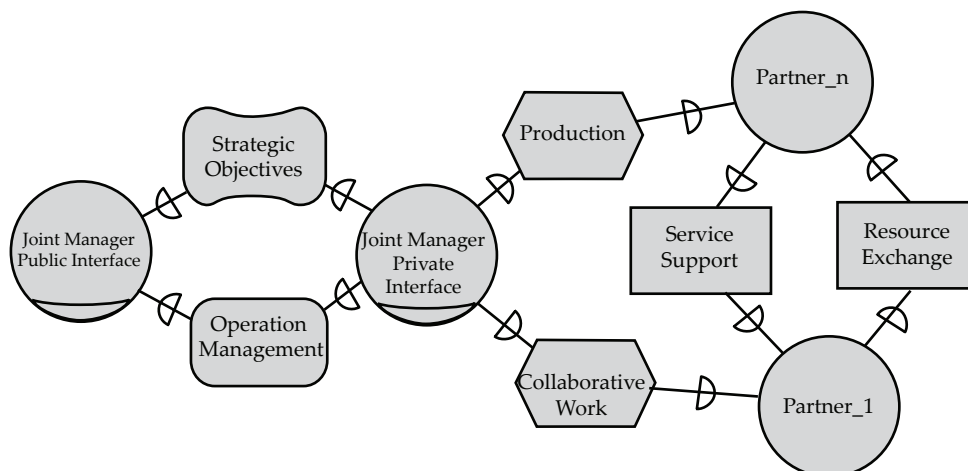 Partner_n
Production
Strategic
Objectives
Joint Manager
Public Interface
Joint Manager
Private
Interface
Service
Support
Resource
Exchange
Operation
Management
Collaborative
Work
Partner_1